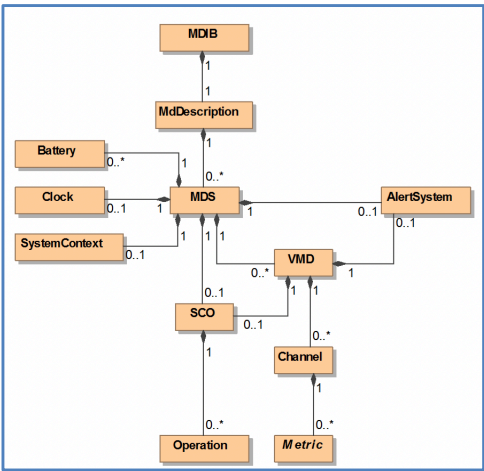 MDIB
1
1
MdDescription
1
Battery
0..*
1
0..*
Clock
0..1
1
MDS
1
0..1
AlertSystem
0..1
SystemContext
0..1
1
1
1
VMD
0..*
1
1
1
0..1
SCO
0..1
1
0..*
Channel
1
0..*
0..*
Operation
Metric